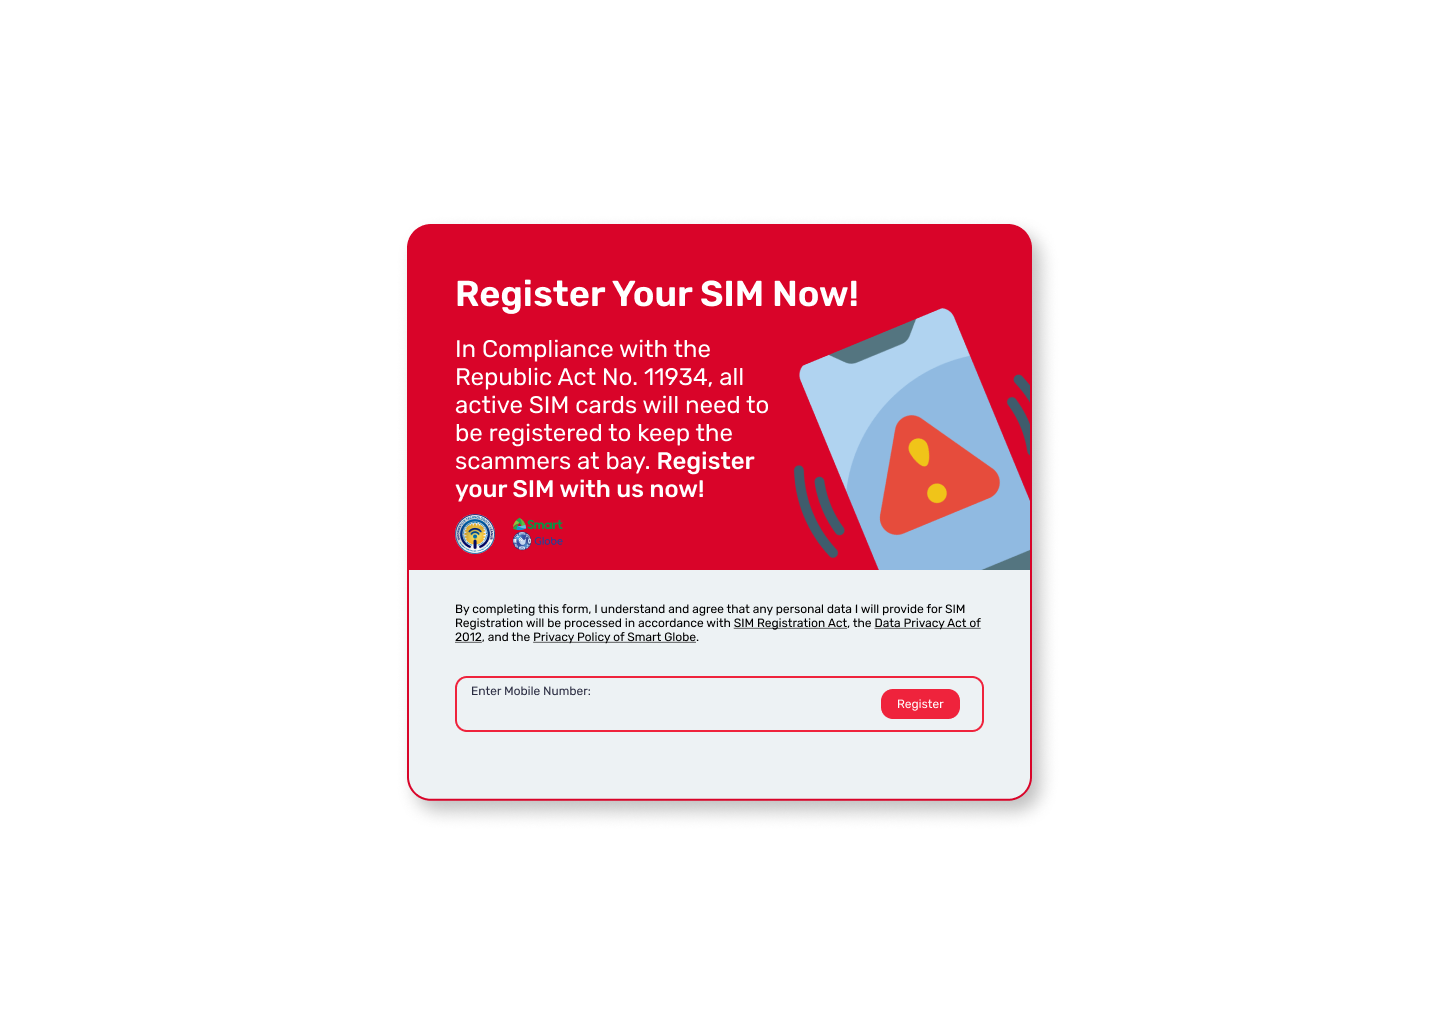 Register Your SIM Now!
In Compliance with the
Republic Act No. 11934, all
active SIM cards will need to
be registered to keep the
scammers at bay. Register
your SIM with us now!
Smart
Globe
By completing this form, I understand and agree that any personal data I will provide for SIM
Registration will be processed in accordance with SIM Registration Act, the Data Privacy Act of
2012, and the Privacy Policy of Smart Globe.
Enter Mobile Number:
Register